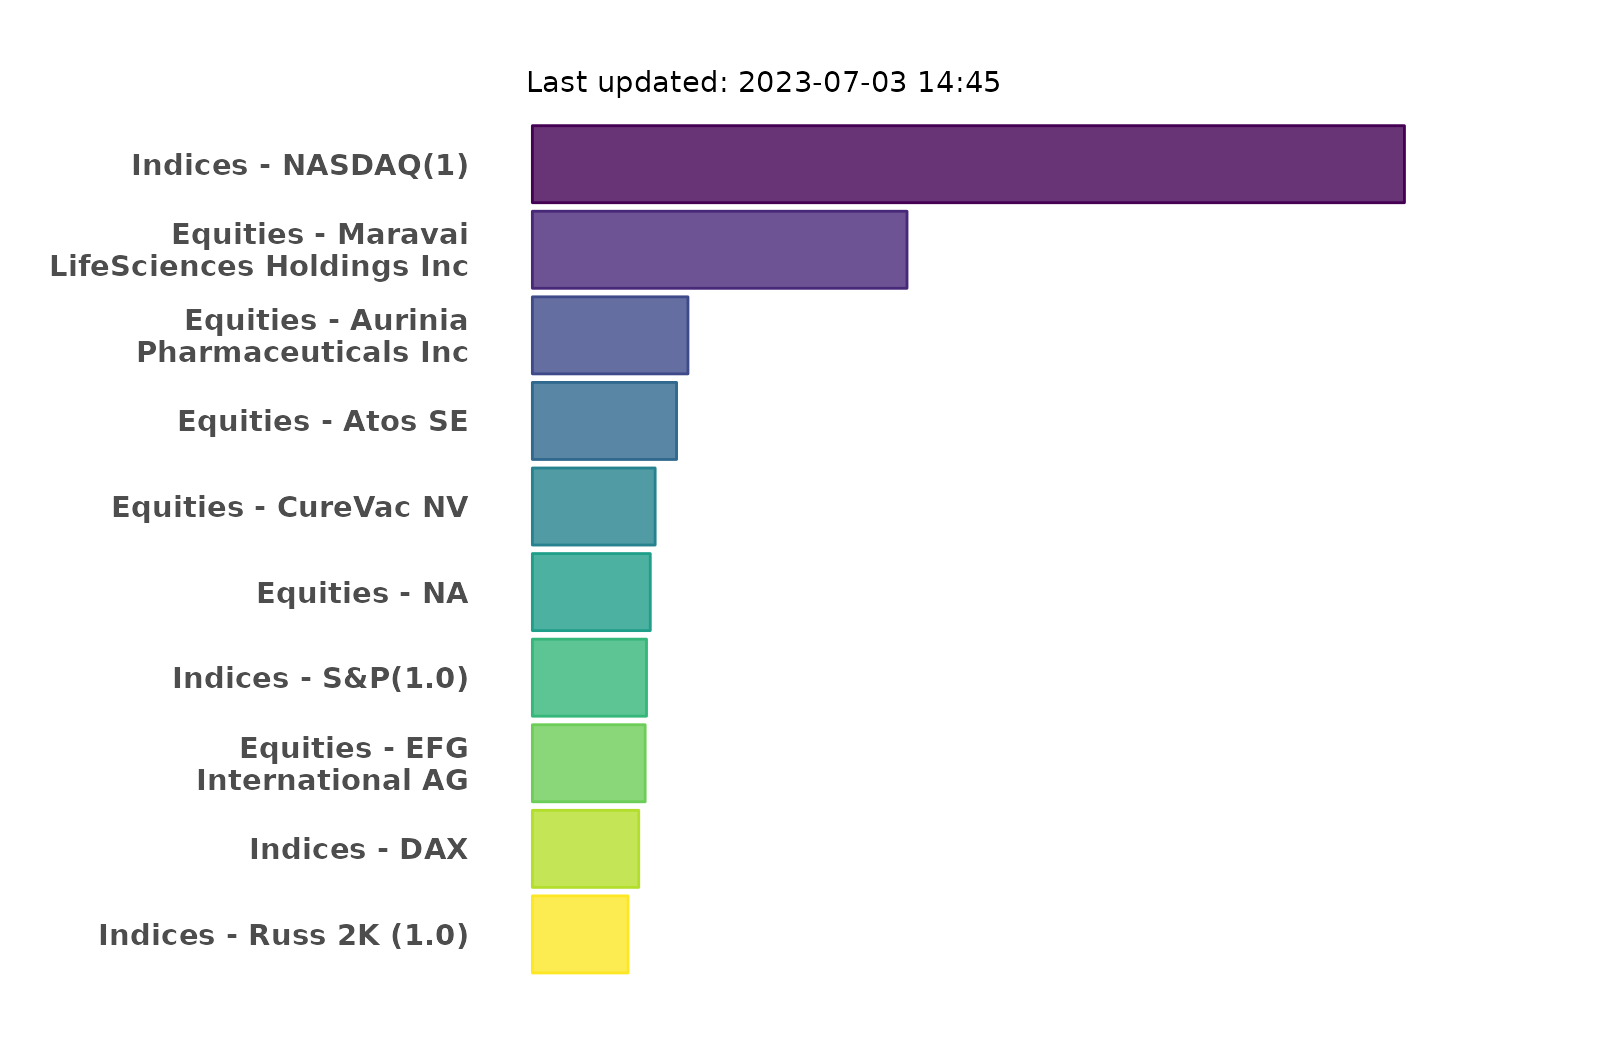 Last updated: 2023-07-03 14:45
Indices - NASDAQ(1)
Equities - Maravai
LifeSciences Holdings Inc
Equities - Aurinia
Pharmaceuticals Inc
Equities - Atos SE
Equities - CureVac NV
Equities - NA
Indices - S&P(1.0)
Equities - EFG
International AG
Indices - DAX
Indices - Russ 2K (1.0)